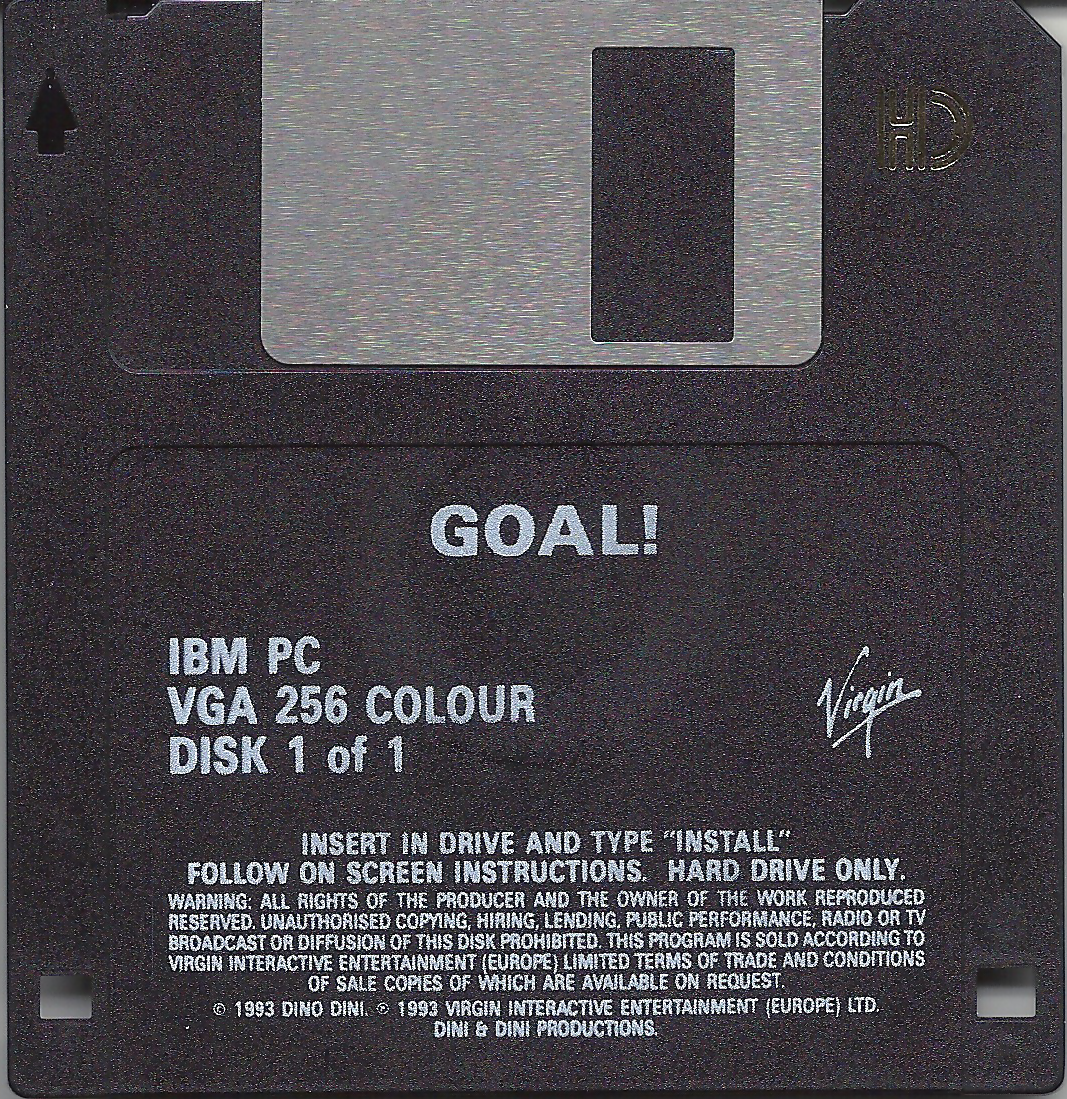 HD
GOAL!
IBM PC
VGA 256 COLOUR
DISK 1 of 1
Virgin
INSERT IN DRIVE AND TYPE "INSTALL"
FOLLOW ON SCREEN INSTRUCTIONS. HARD DRIVE ONLY.
WARNING: ALL RIGHTS OF THE PRODUCER AND THE OWNER OF THE WORK REPRODUCED
RESERVED. UNAUTHORISED COPYING, HIRING, LENDING, PUBLIC PERFORMANCE, RADIO OR TV
BROADCAST OR DIFFUSION OF THIS DISK PROHIBITED. THIS PROGRAM IS SOLD ACCORDING TO
VIRGIN INTERACTIVE ENTERTAINMENT (EUROPE) LIMITED TERMS OF TRADE AND CONDITIONS
OF SALE COPIES OF WHICH ARE AVAILABLE ON REQUEST.
© 1993 DINO DINI. © 1993 VIRGIN INTERACTIVE ENTERTAINMENT (EUROPE) LTD.
DINI & DINI PRODUCTIONS.